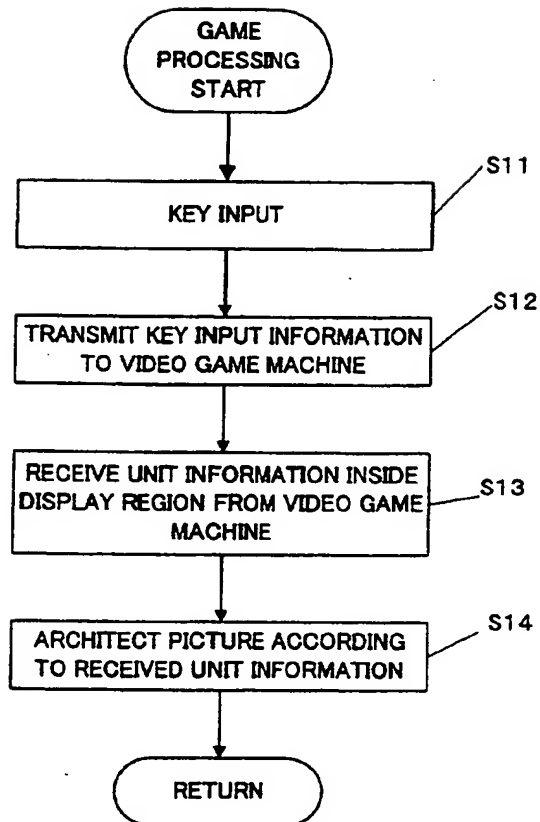 GAME
PROCESSING
START
S11
KEY INPUT
S12
TRANSMIT KEY INPUT INFORMATION
TO VIDEO GAME MACHINE
RECEIVE UNIT INFORMATION INSIDE
DISPLAY REGION FROM VIDEO GAME
MACHINE
S13
ARCHITECT PICTURE ACCORDING
TO RECEIVED UNIT INFORMATION
S14
RETURN